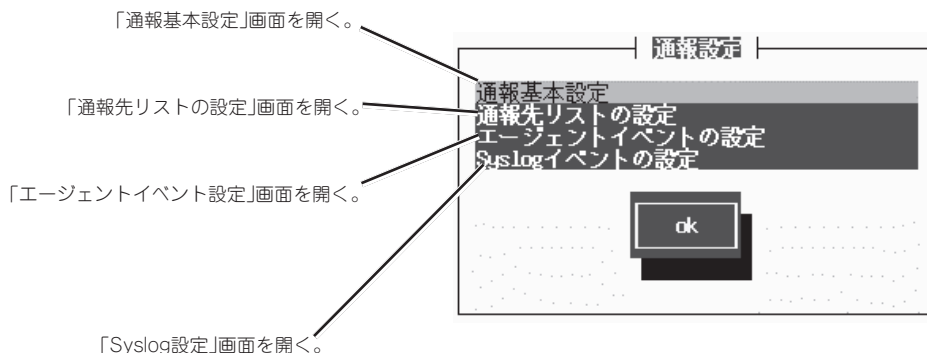 「通報基本設定」画面を開く。
通報設定
通報基本設定
「通報先リストの設定」画面を開く。
通報先リストの設定
エージェントイベントの設定
Syslogイベントの設定
「エージェントイベント設定」画面を開く。
ok
「Syslog設定」画面を開く。